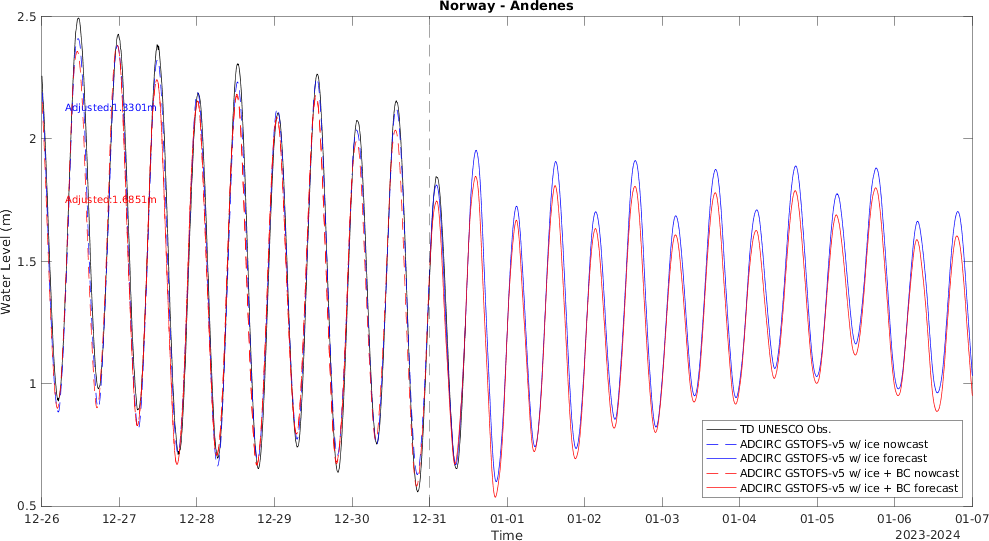 Norway - Andenes
2.5
2
1.5
1
0.5
Water Level (m)
Adjusted:1.3301m
Adjusted:1.6851m
TD UNESCO Obs.
ADCIRC GSTOFS-v5 w/ ice nowcast
ADCIRC GSTOFS-v5 w/ ice forecast
ADCIRC GSTOFS-v5 w/ ice + BC nowcast
ADCIRC GSTOFS-v5 w/ ice + BC forecast
12-26 12-27 12-28 12-29 12-30 12-31 01-01 01-02 01-03 01-04 01-05 01-06 01-07
Time
2023-2024